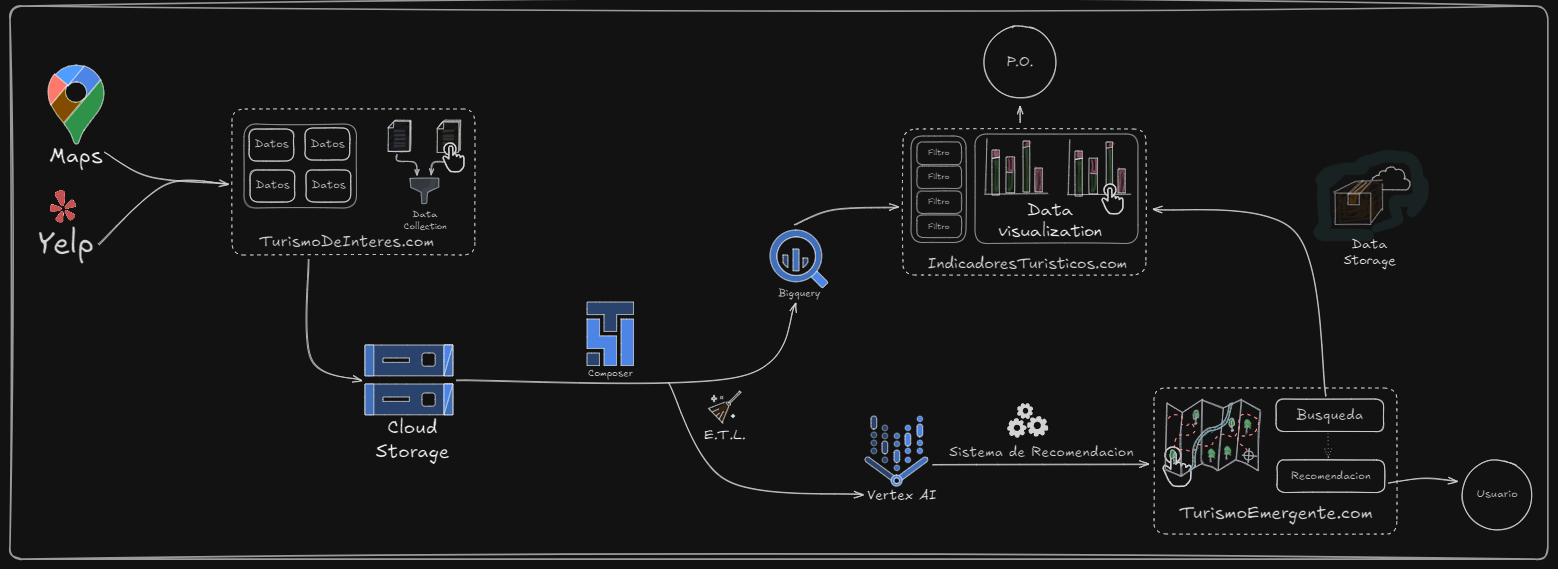 Maps
Yelp
Datos
Datos
Datos
Datos
Data
Collection
TurismoDeInteres.com
Cloud
Storage
Composer
E.T.L.
Bigquery
P.O.
Filtro
Filtro
Filtro
Filtro
Data
visualization
IndicadoresTuristicos.com
Data
Storage
Vertex AI
Sistema de Recomendacion
Busqueda
Recomendacion
TurismoEmergente.com
Usuario